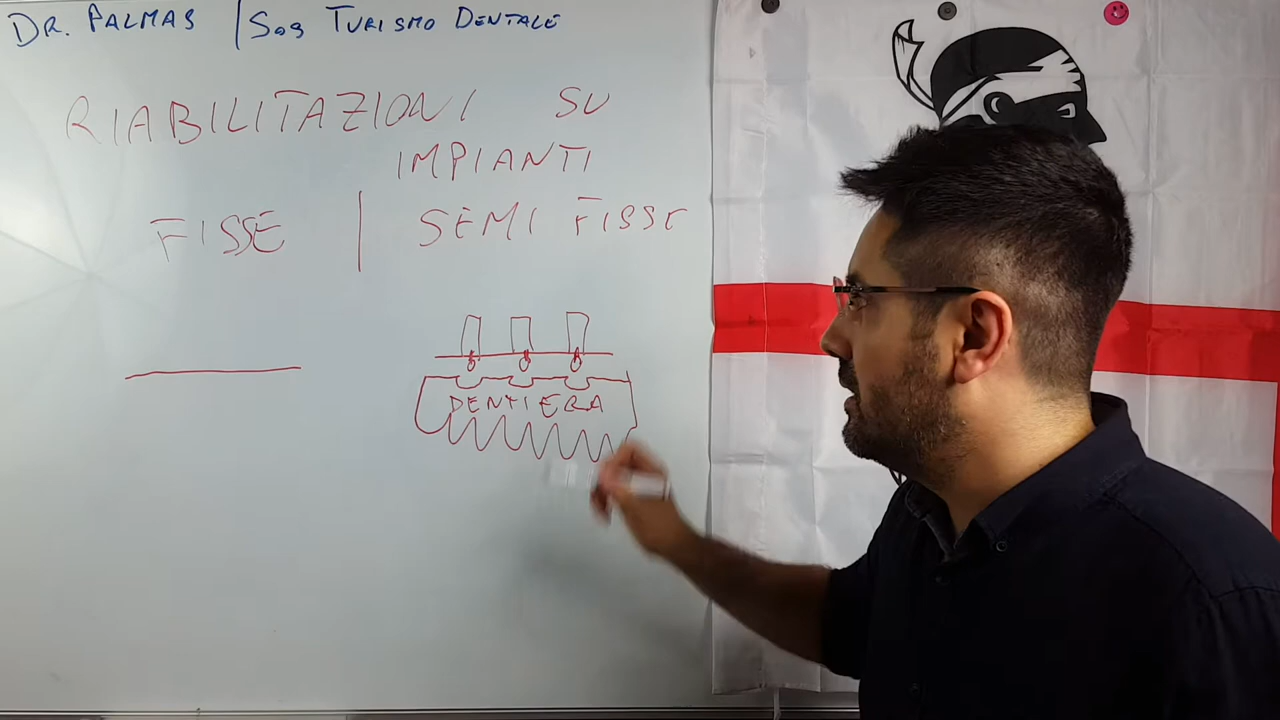 DR. PALMAS | SOS TURISMO DENTALE
RIABILITAZIONI SU
IMPIANTI
FISSE | SEMI FISSE
DENTIERA